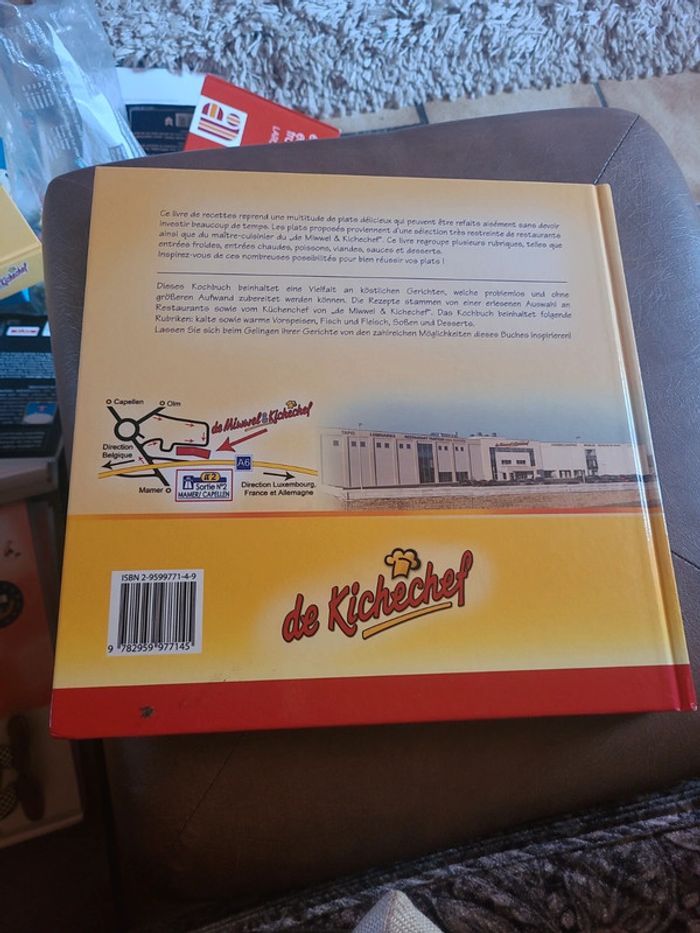 Ce livre de recettes reprend une multitude de plats délicieux qui peuvent être refaits aisément sans devoir
investir beaucoup de temps. Les plats proposés proviennent d'une sélection très restreinte de restaurants
ainsi que du maître-cuisinier du „de Miwwel & Kichechef". Ce livre regroupe plusieurs rubriques, telles que
entrées froides, entrées chaudes, poissons, viandes, sauces et desserts.
Inspirez-vous de ces nombreuses possibilités pour bien réussir vos plats !
Dieses Kochbuch beinhaltet eine Vielfalt an köstlichen Gerichten, welche problemlos und ohne
größeren Aufwand zubereitet werden können. Die Rezepte stammen von einer erlesenen Auswahl an
Restaurants sowie vom Küchenchef von „de Miwwel & Kichechef". Das Kochbuch beinhaltet folgende
Rubriken: kalte sowie warme Vorspeisen, Fisch und Fleisch, Soßen und Desserts.
Lassen Sie sich beim Gelingen Ihrer Gerichte von den zahlreichen Möglichkeiten dieses Buches inspirieren!
Capellen
Olm
de Miwwel & Kichechef
Direction
Belgique
A6
Mamer
2
Sortie N°2
MAMER/ CAPELLEN
Direction Luxembourg,
France et Allemagne
TAPIS LUMINAIRES
ISBN 2-9599771-4-9
9 782959 977145
de Kichechef